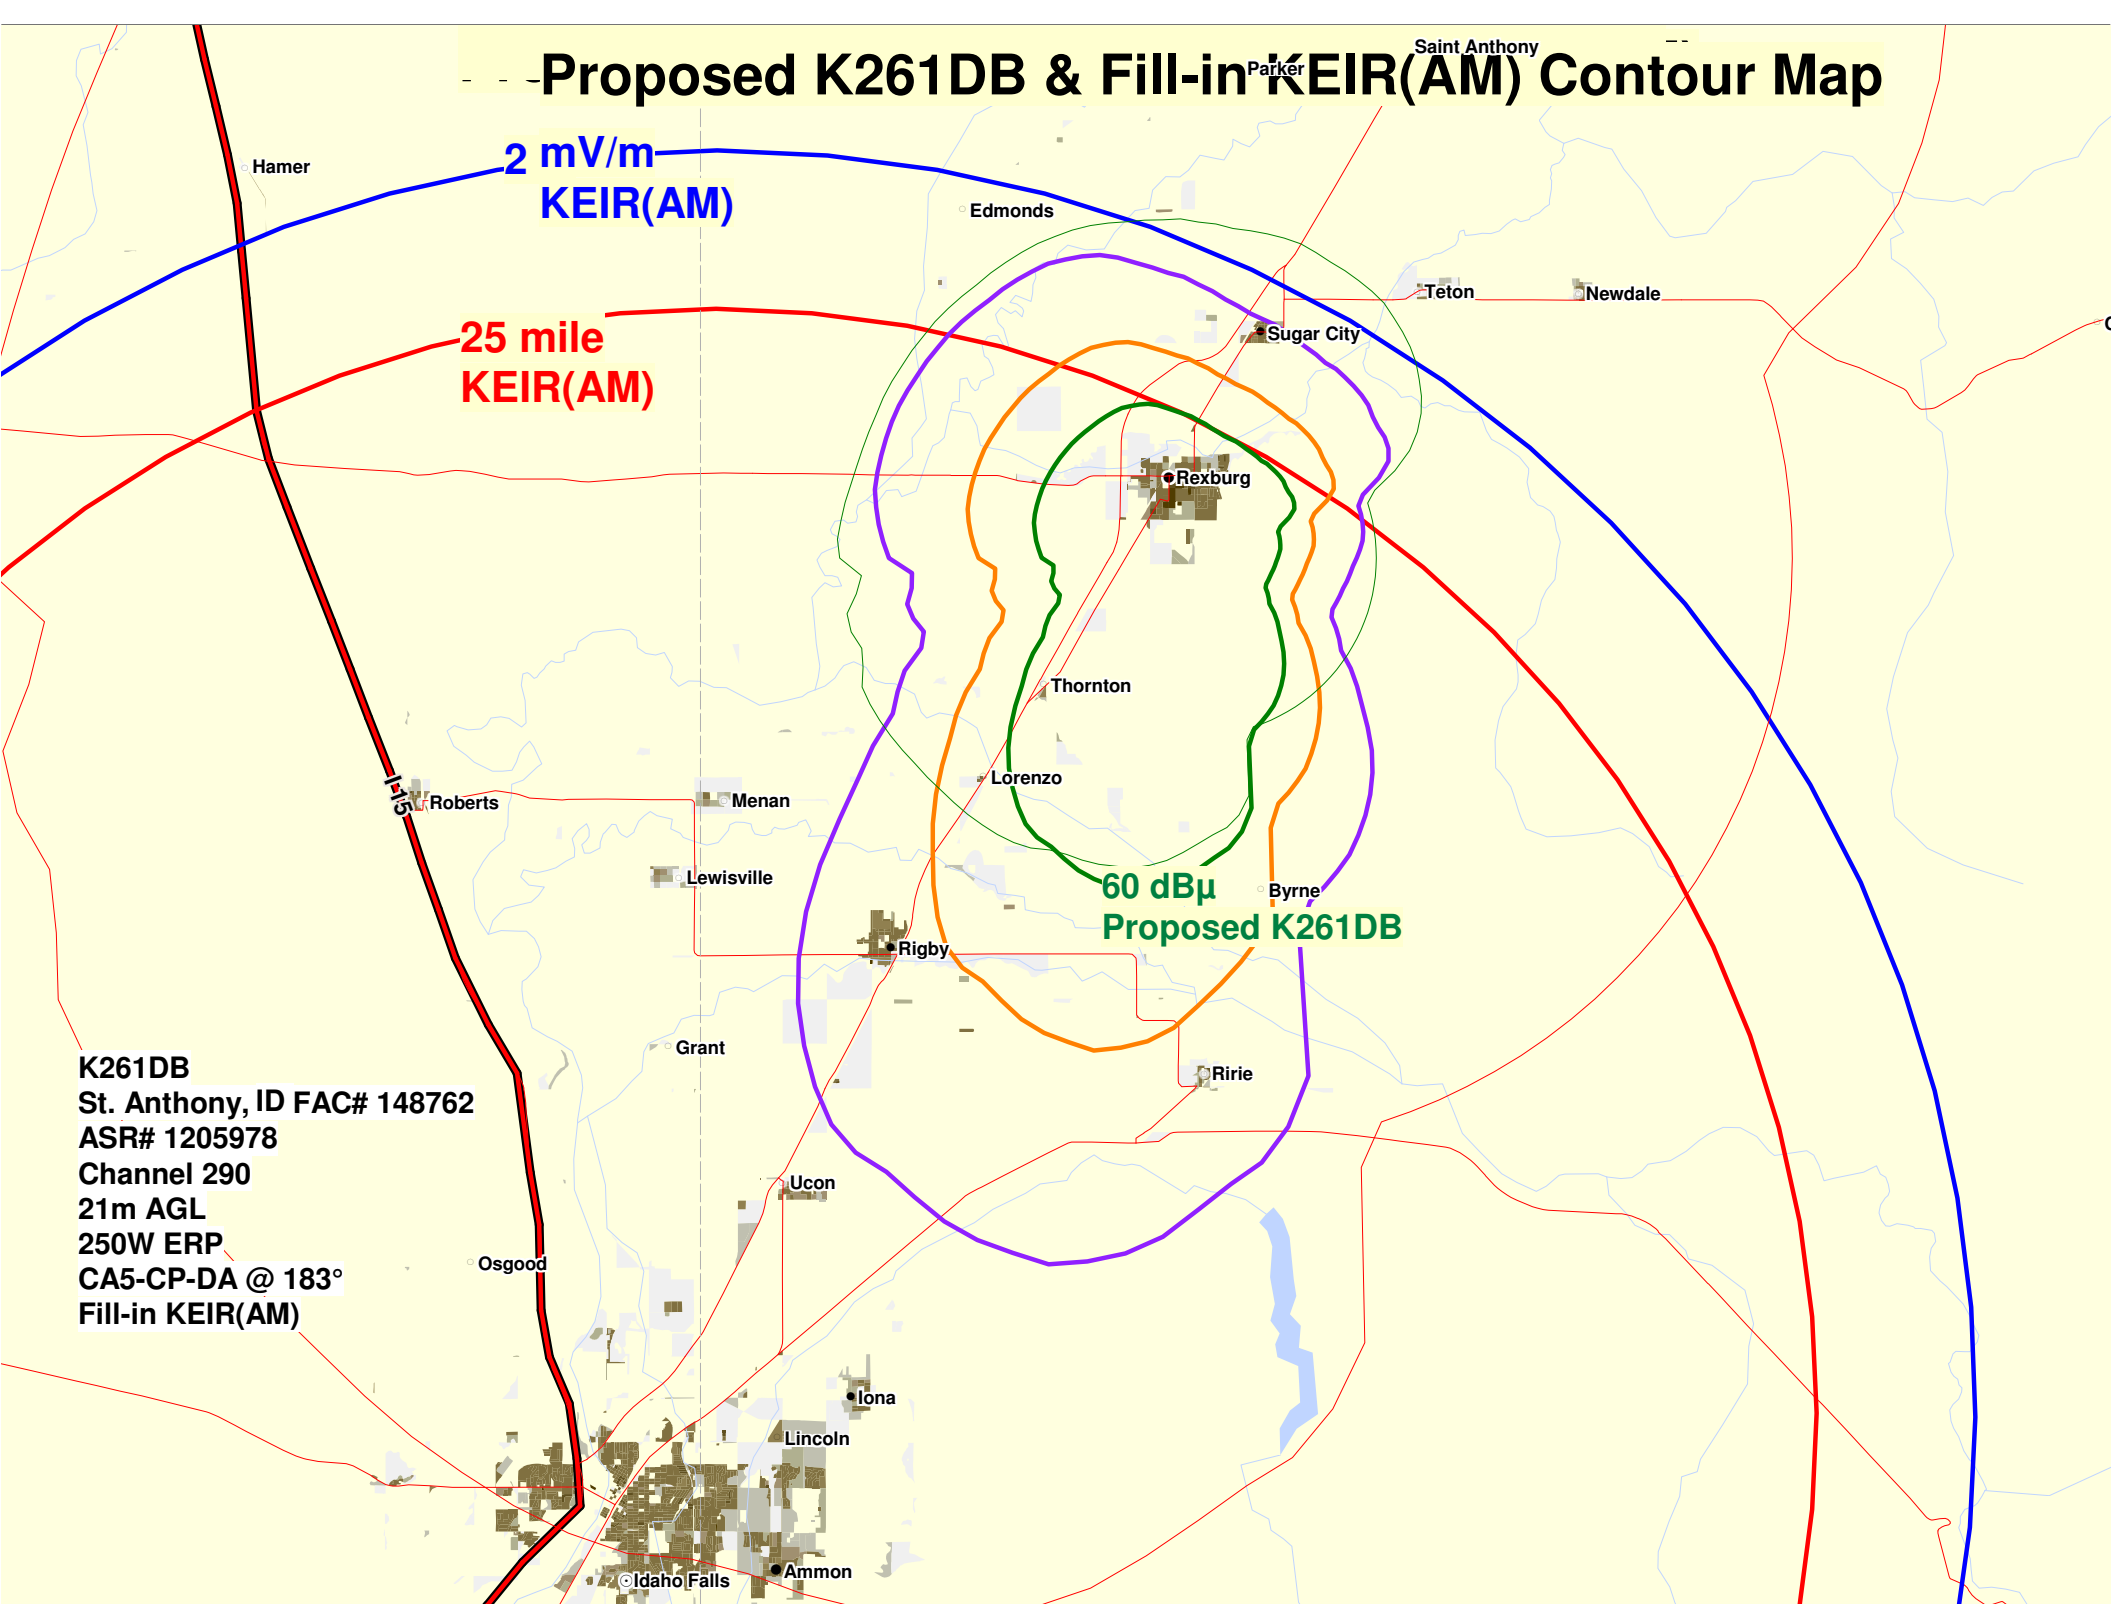 Saint Anthony
Parker
Proposed K261DB & Fill-in KEIR(AM) Contour Map
2 mV/m
KEIR(AM)
Hamer
Edmonds
Teton
Newdale
25 mile
KEIR(AM)
Sugar City
Rexburg
Thornton
Lorenzo
I-15
Roberts
Menan
Lewisville
60 dBµ
Proposed K261DB
Byrne
Rigby
Grant
Ririe
K261DB
St. Anthony, ID FAC# 148762
ASR# 1205978
Channel 290
21m AGL
250W ERP
CA5-CP-DA @ 183°
Fill-in KEIR(AM)
Ucon
Osgood
Iona
Lincoln
Ammon
Idaho Falls